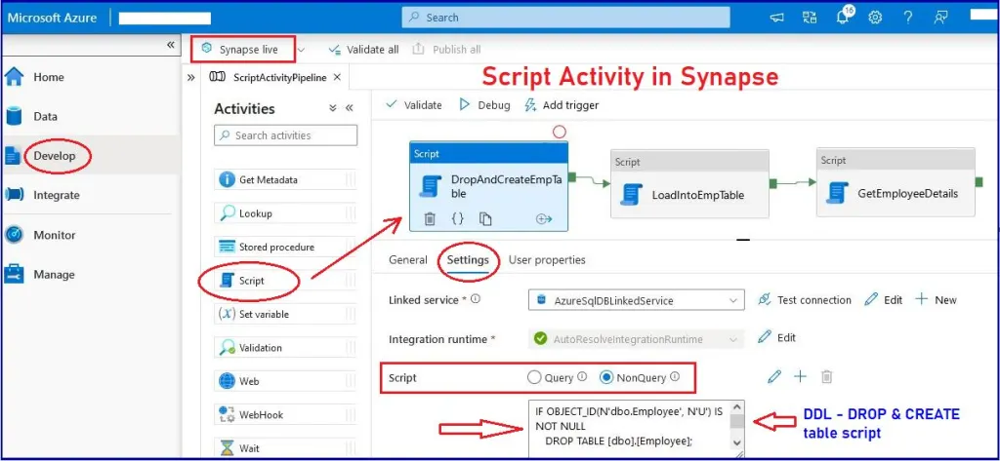 Microsoft Azure
Search
16
Synapse live
Validate all
Publish all
ScriptActivityPipeline
Script Activity in Synapse
Home
Data
Develop
Integrate
Monitor
Manage
Activities
Search activities
Get Metadata
Lookup
Stored procedure
Script
Set variable
Validation
Web
WebHook
Wait
Validate
Debug
Add trigger
Script
DropAndCreateEmpTa
ble
Script
LoadIntoEmpTable
Script
GetEmployeeDetails
General
Settings
User properties
Linked service *
AzureSqlDBLinkedService
Test connection
Edit
New
Integration runtime *
AutoResolveIntegrationRuntime
Edit
Script
Query
NonQuery
IF OBJECT_ID(N'dbo.Employee', N'U') IS
NOT NULL
DROP TABLE [dbo].[Employee];
DDL - DROP & CREATE
table script